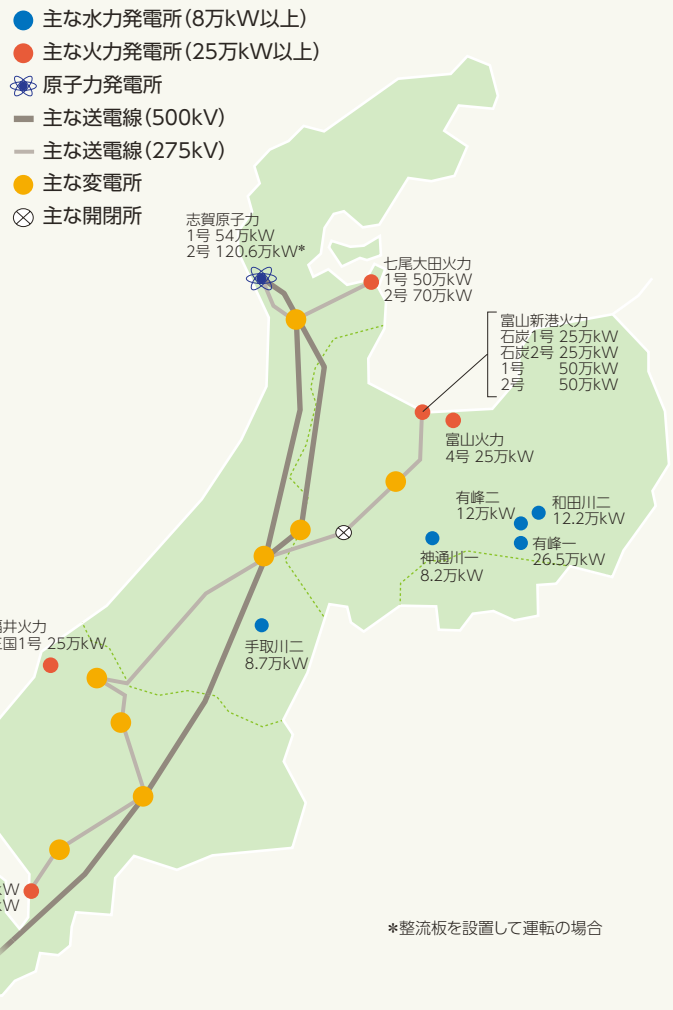 主な水力発電所(8万kW以上)
主な火力発電所(25万kW以上)
原子力発電所
主な送電線(500kV)
主な送電線(275kV)
主な変電所
主な開閉所
志賀原子力
1号 54万kW
2号 120.6万kW*
七尾大田火力
1号 50万kW
2号 70万kW
富山新港火力
石炭1号 25万kW
石炭2号 25万kW
1号 50万kW
2号 50万kW
富山火力
4号 25万kW
有峰二
12万kW
和田川二
12.2万kW
有峰一
26.5万kW
神通川一
8.2万kW
手取川二
8.7万kW
井火力
国1号 25万kW
kW
kW
*整流板を設置して運転の場合